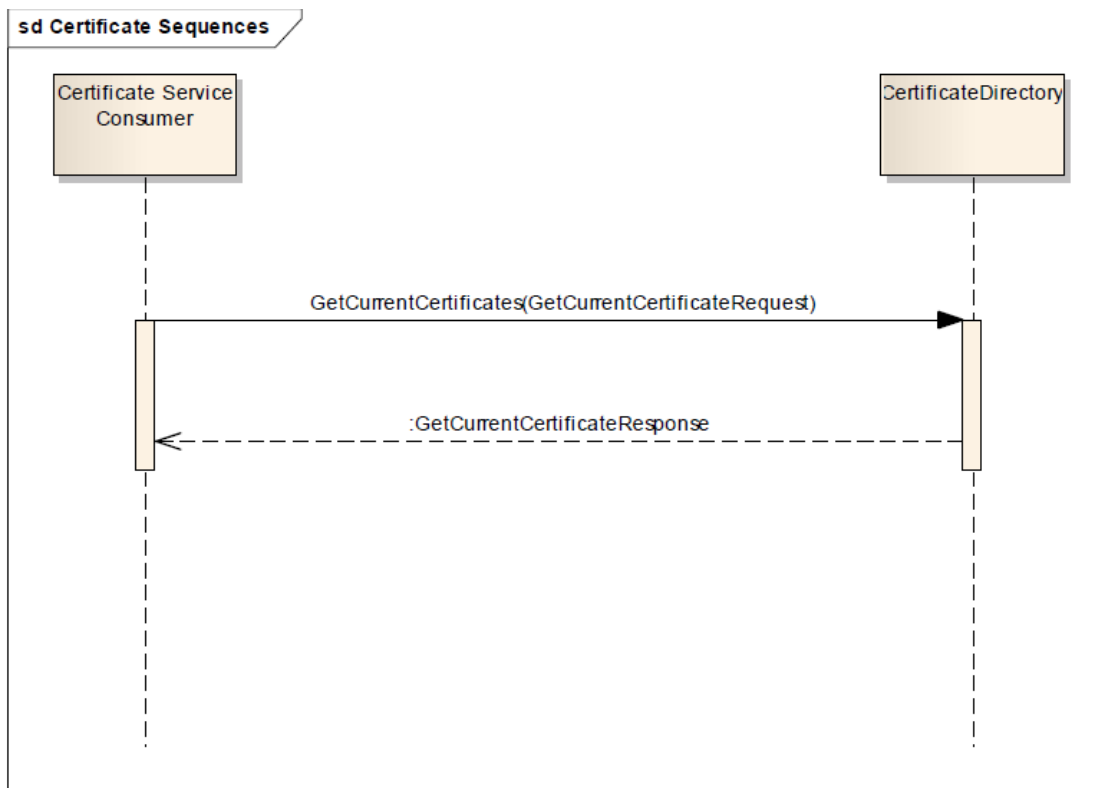 sd Certificate Sequences
Certificate Service
Consumer
CertificateDirectory
GetCurrentCertificates(GetCurrentCertificateRequest)
:GetCurrentCertificateResponse